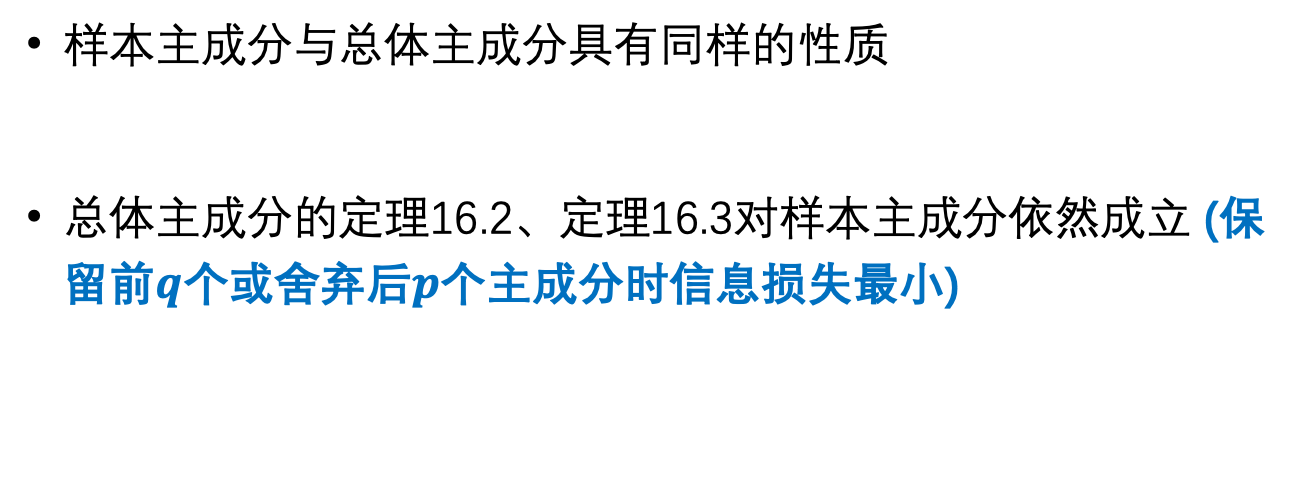 • 样本主成分与总体主成分具有同样的性质
• 总体主成分的定理16.2、定理16.3对样本主成分依然成立 (保
留前q个或舍弃后p个主成分时信息损失最小)